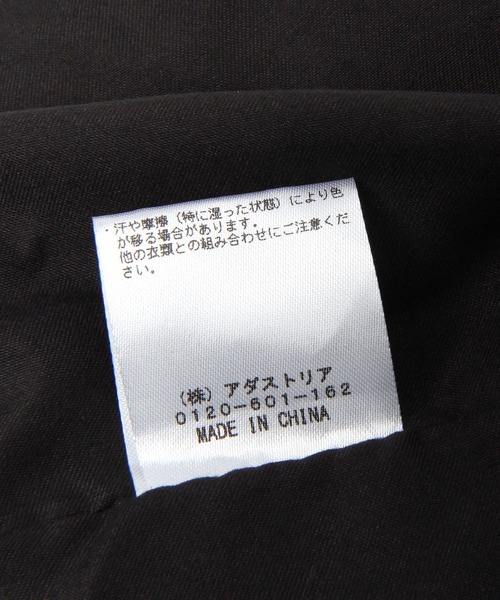 ・汗や摩擦（特に湿った状態）により色
が移る場合があります。
他の衣類との組み合わせにご注意くだ
さい。
（株）アダストリア
0120-601-162
MADE IN CHINA